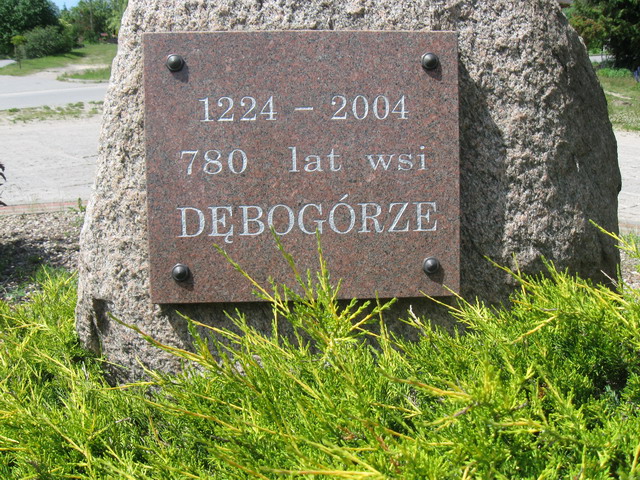 1224 – 2004
780 lat wsi
DĘBOGÓRZE